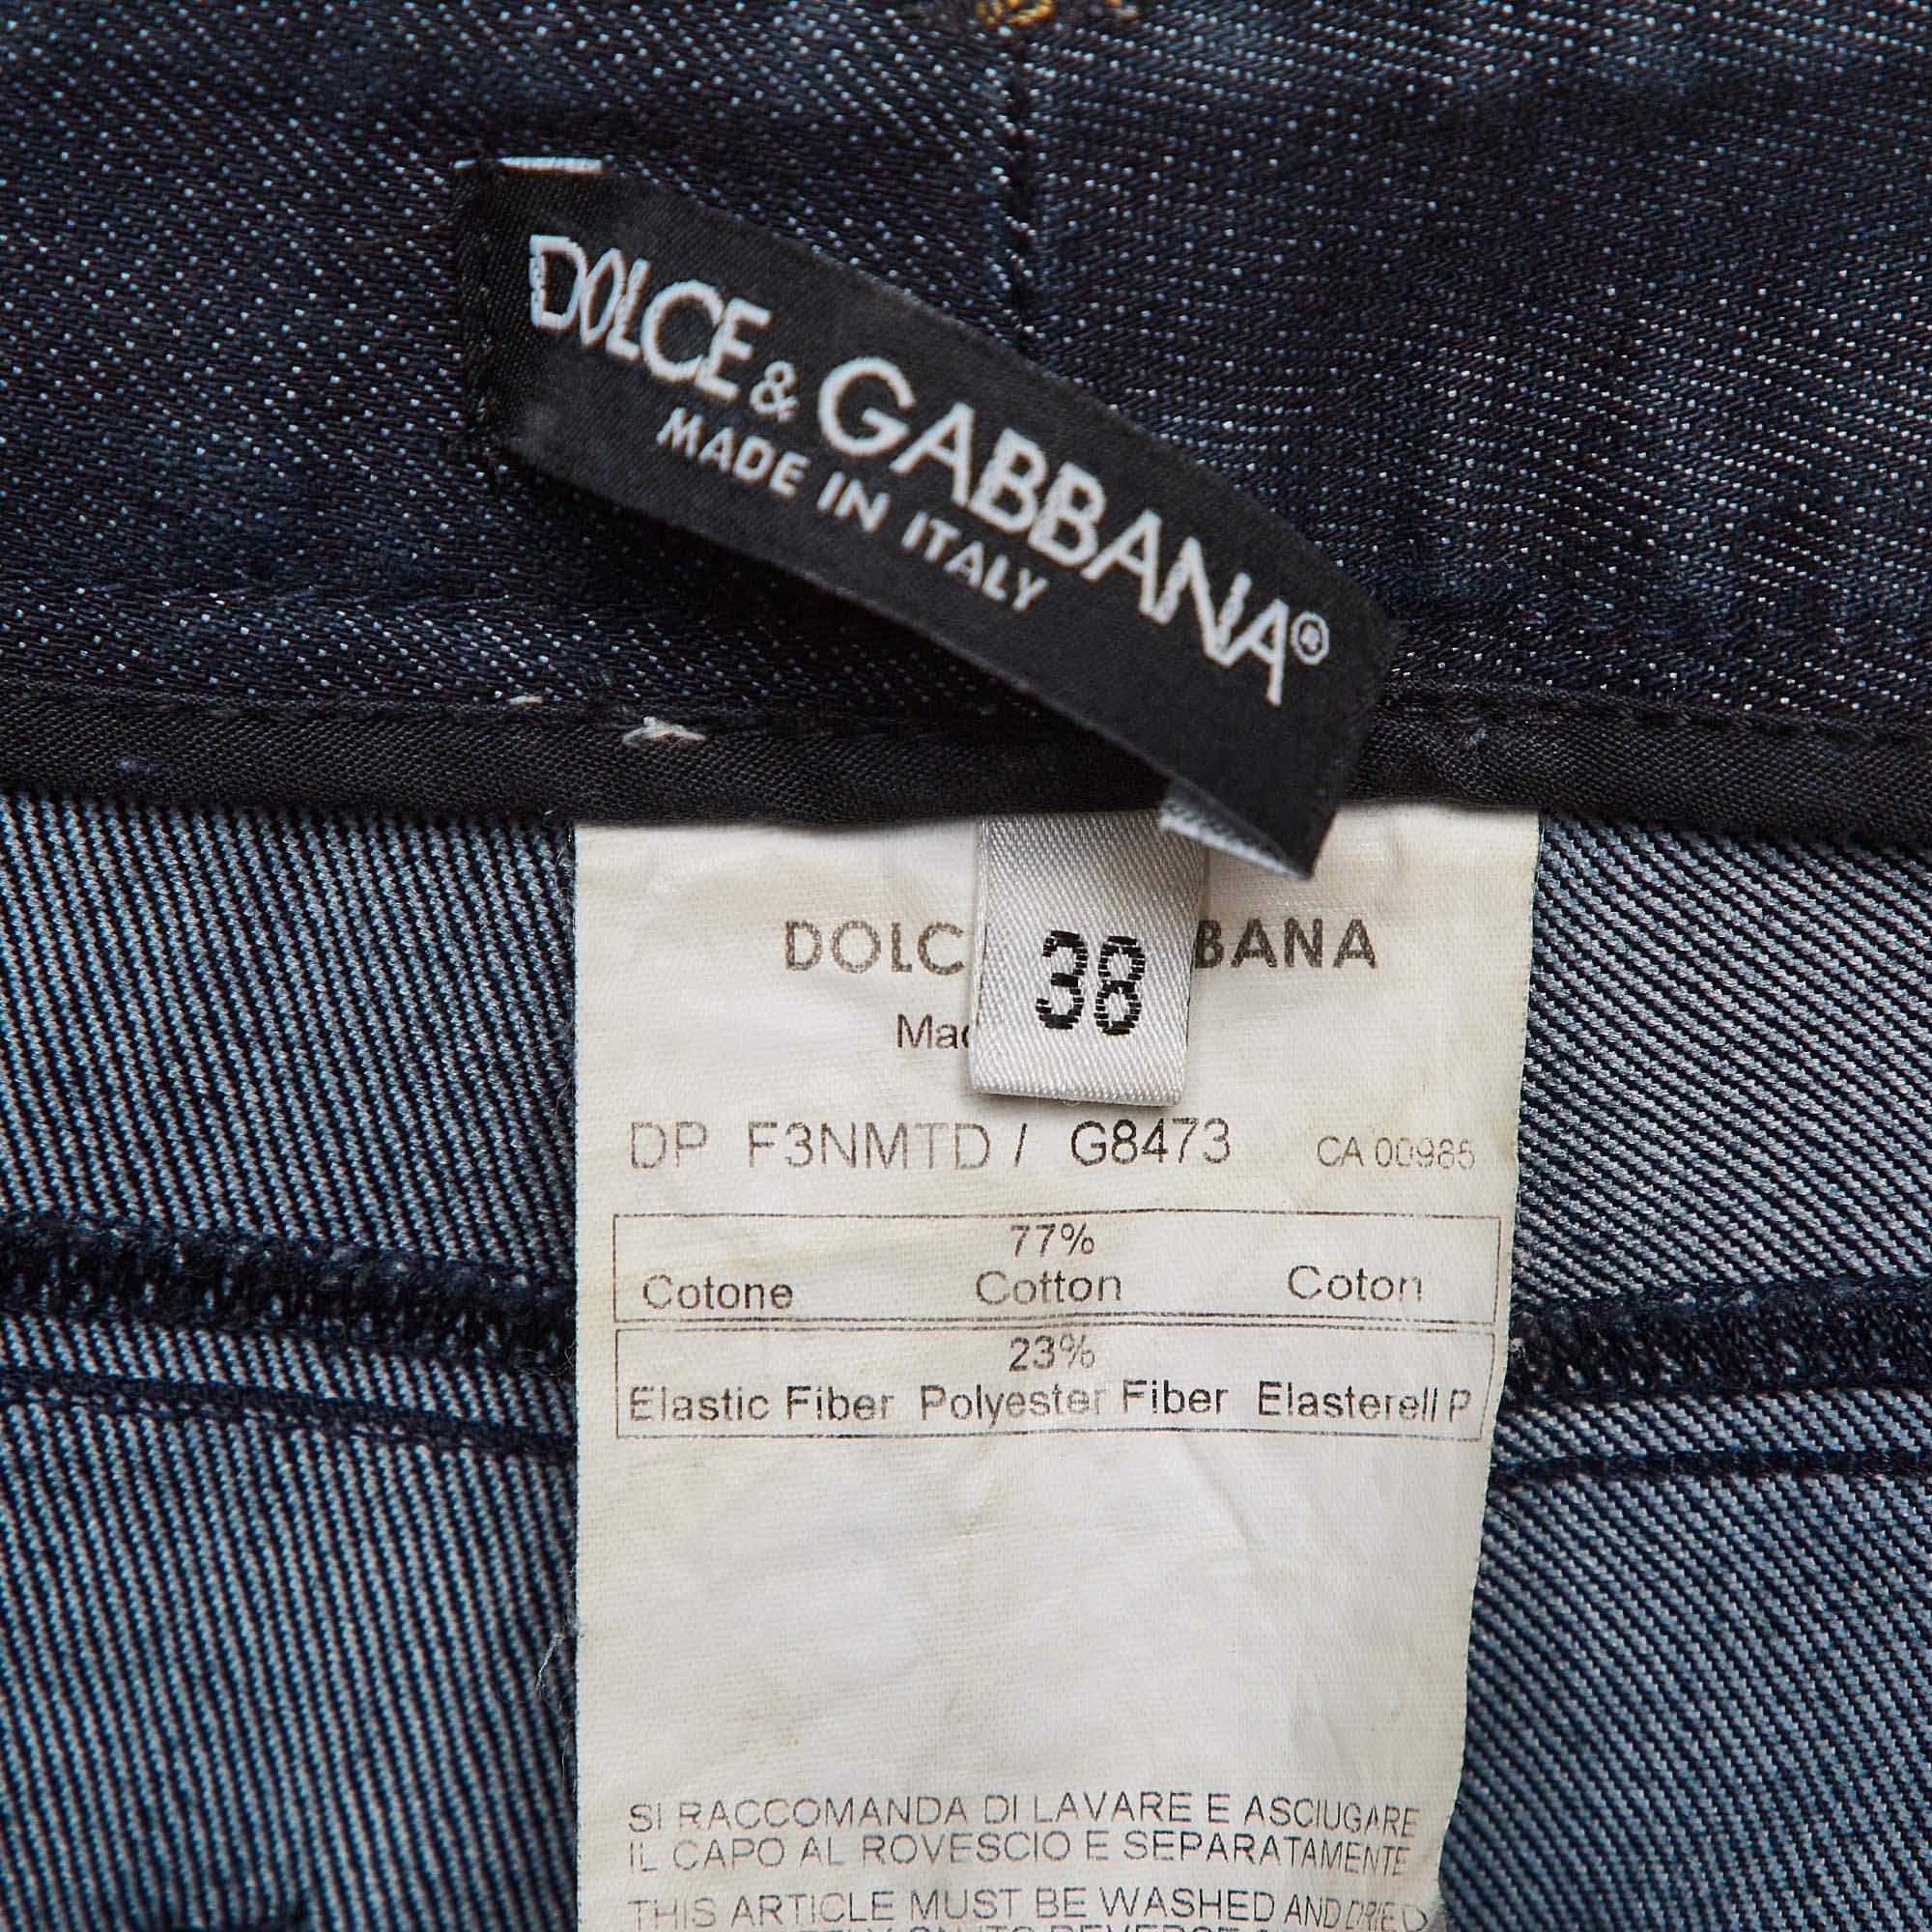 DOLCE & GABBANA®
MADE IN ITALY
38
DOLC BANA
DP F3NMTD / G8473 CA 00985
77%
Cotone Cotton Coton
23%
Elastic Fiber Polyester Fiber Elasterell P
SI RACCOMANDA DI LAVARE E ASCIUGARE
IL CAPO AL ROVESCIO E SEPARATAMENTE
THIS ARTICLE MUST BE WASHED AND DRIED